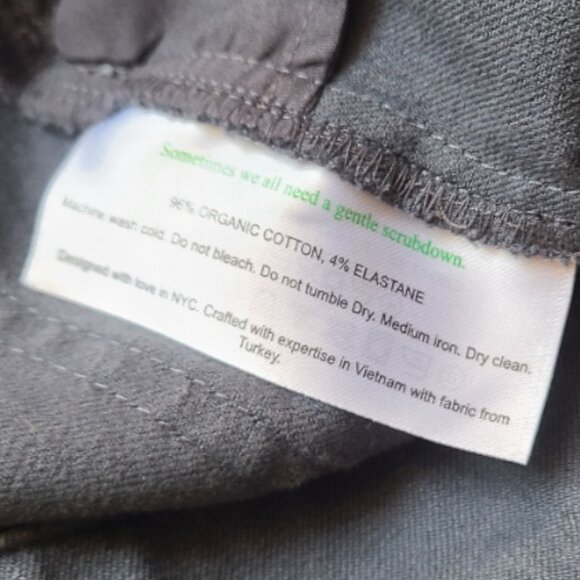 Sometimes we all need a gentle scrubdown.
96% ORGANIC COTTON, 4% ELASTANE
Machine wash cold. Do not bleach. Do not tumble Dry. Medium iron. Dry clean.
Designed with love in NYC. Crafted with expertise in Vietnam with fabric from
Turkey.